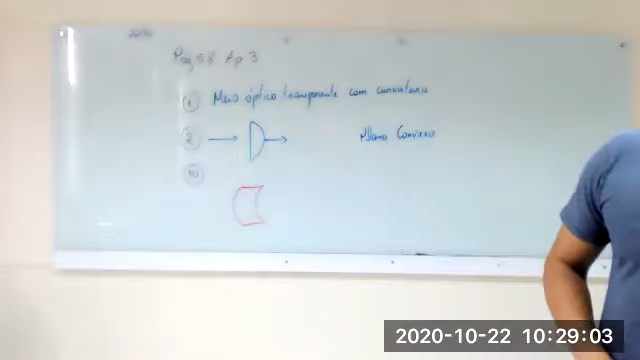 Pag 53 Ap 3
① Meio óptico transparente com curvatura
② Plano Convexo
2020-10-22 10:29:03